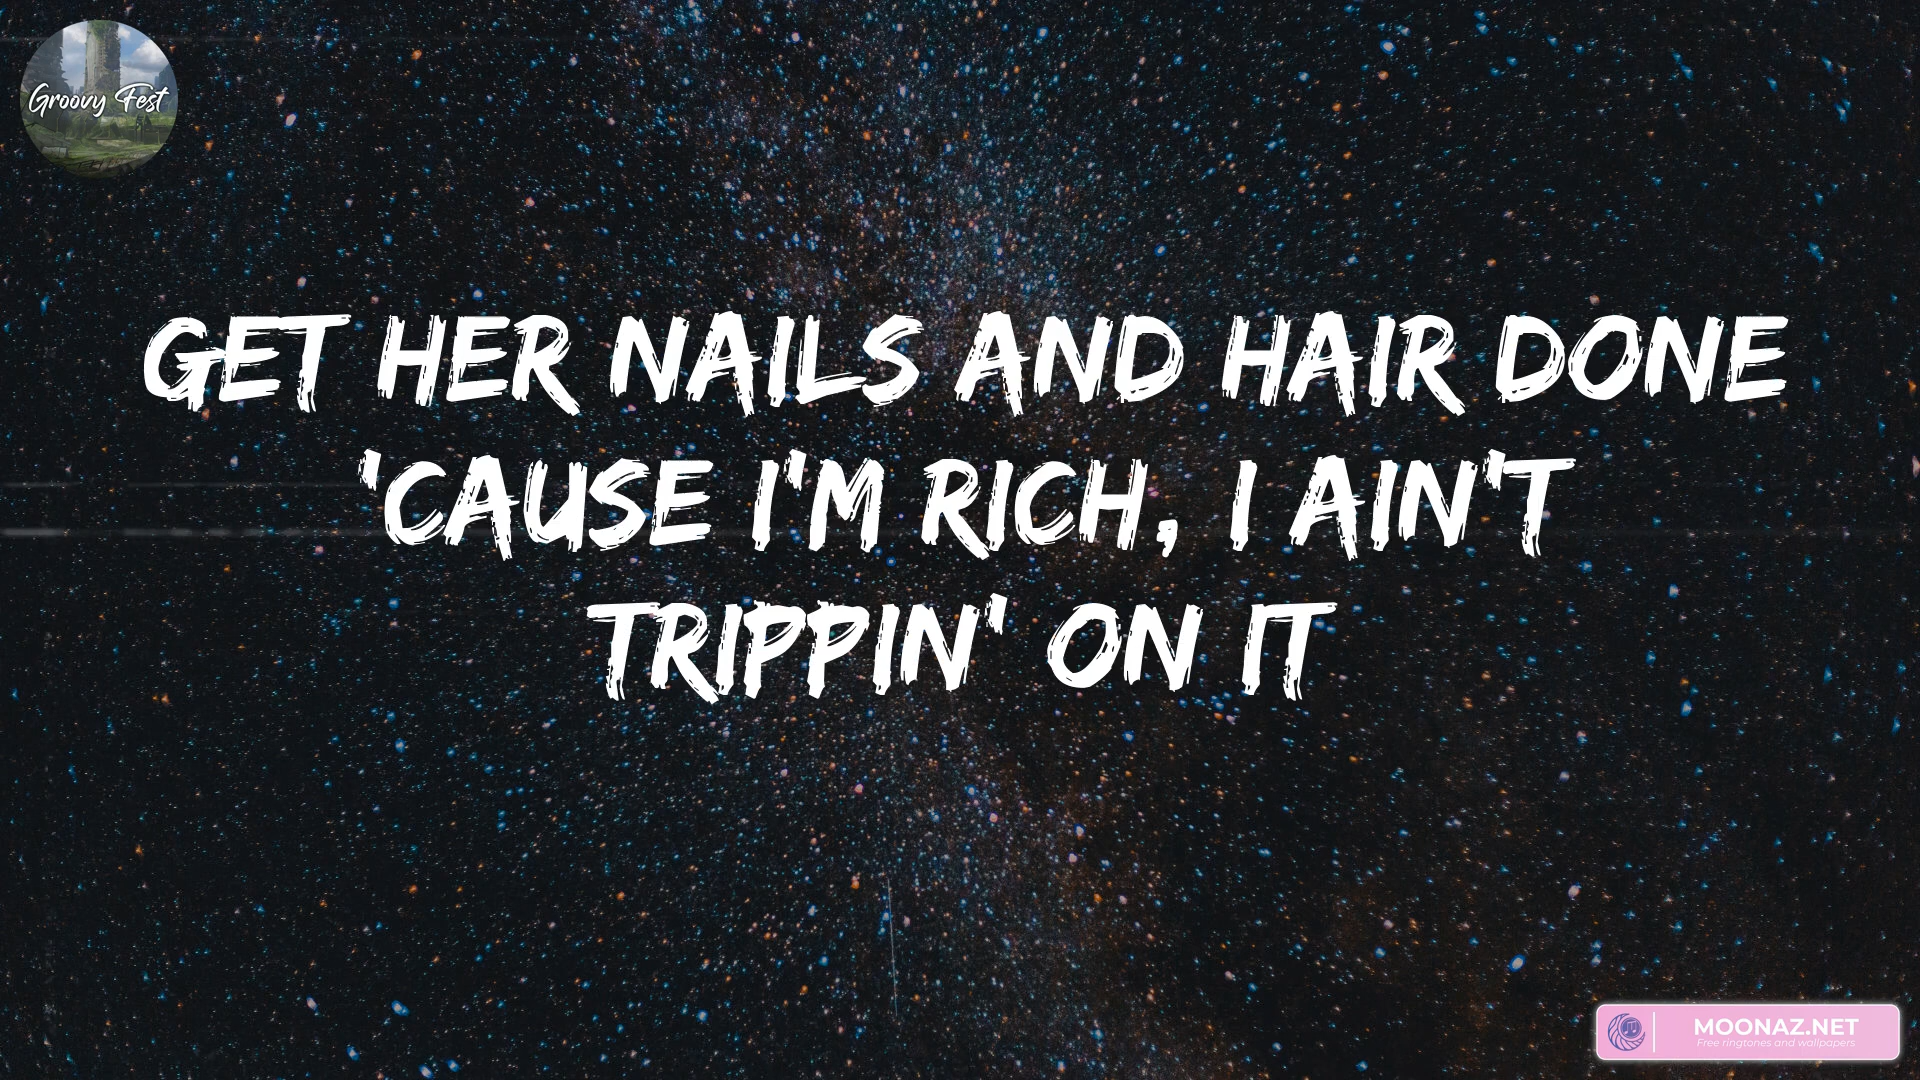 Groovy Fest
GET HER NAILS AND HAIR DONE
'CAUSE I'M RICH, I AIN'T
TRIPPIN' ON IT
MOONAZ.NET
Free ringtones and wallpapers